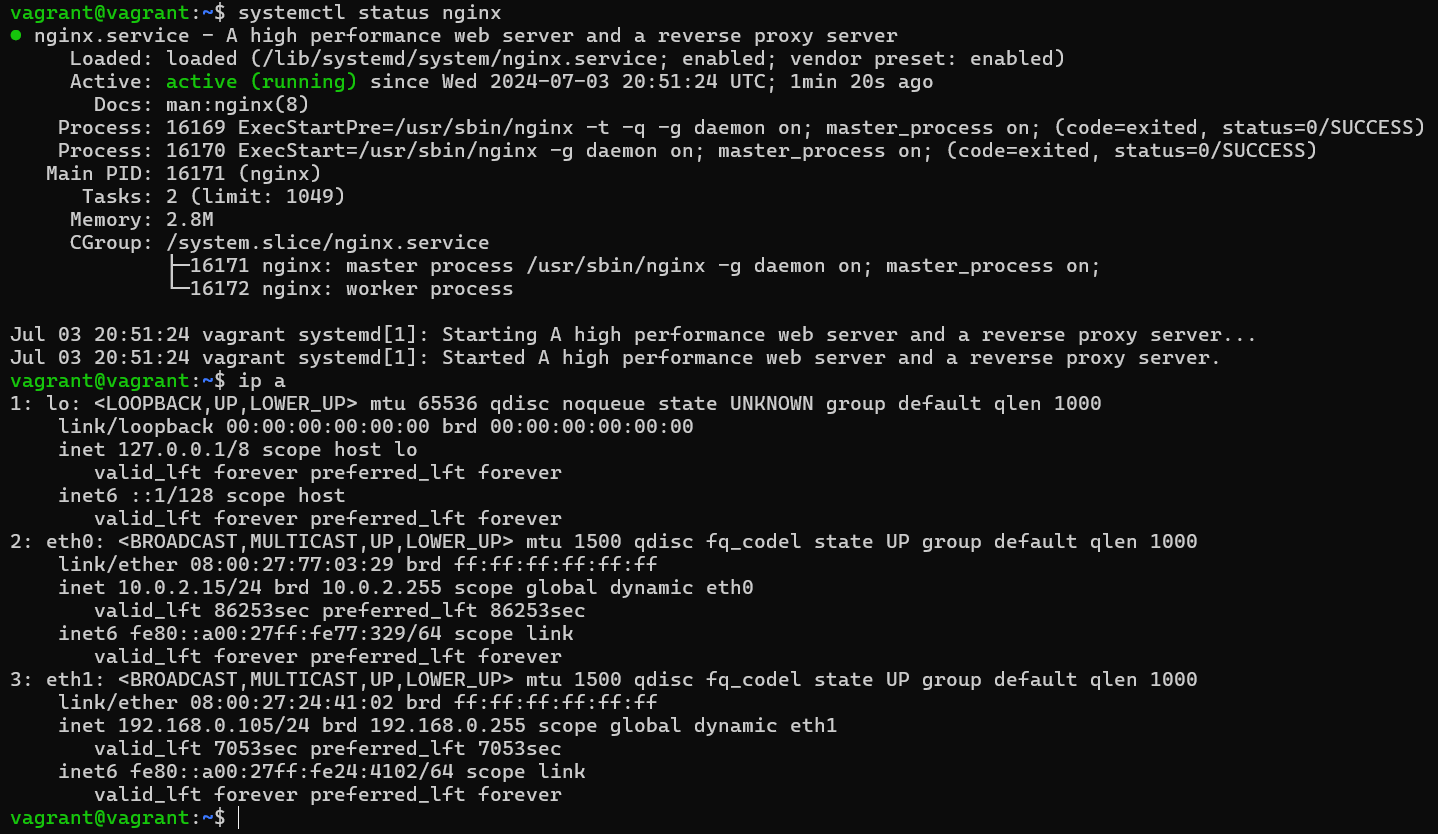 vagrant@vagrant:~$ systemctl status nginx
● nginx.service - A high performance web server and a reverse proxy server
     Loaded: loaded (/lib/systemd/system/nginx.service; enabled; vendor preset: enabled)
     Active: active (running) since Wed 2024-07-03 20:51:24 UTC; 1min 20s ago
       Docs: man:nginx(8)
    Process: 16169 ExecStartPre=/usr/sbin/nginx -t -q -g daemon on; master_process on; (code=exited, status=0/SUCCESS)
    Process: 16170 ExecStart=/usr/sbin/nginx -g daemon on; master_process on; (code=exited, status=0/SUCCESS)
   Main PID: 16171 (nginx)
      Tasks: 2 (limit: 1049)
     Memory: 2.8M
     CGroup: /system.slice/nginx.service
             ├─16171 nginx: master process /usr/sbin/nginx -g daemon on; master_process on;
             └─16172 nginx: worker process

Jul 03 20:51:24 vagrant systemd[1]: Starting A high performance web server and a reverse proxy server...
Jul 03 20:51:24 vagrant systemd[1]: Started A high performance web server and a reverse proxy server.
vagrant@vagrant:~$ ip a
1: lo: <LOOPBACK,UP,LOWER_UP> mtu 65536 qdisc noqueue state UNKNOWN group default qlen 1000
    link/loopback 00:00:00:00:00:00 brd 00:00:00:00:00:00
    inet 127.0.0.1/8 scope host lo
       valid_lft forever preferred_lft forever
    inet6 ::1/128 scope host
       valid_lft forever preferred_lft forever
2: eth0: <BROADCAST,MULTICAST,UP,LOWER_UP> mtu 1500 qdisc fq_codel state UP group default qlen 1000
    link/ether 08:00:27:77:03:29 brd ff:ff:ff:ff:ff:ff
    inet 10.0.2.15/24 brd 10.0.2.255 scope global dynamic eth0
       valid_lft 86253sec preferred_lft 86253sec
    inet6 fe80::a00:27ff:fe77:329/64 scope link
       valid_lft forever preferred_lft forever
3: eth1: <BROADCAST,MULTICAST,UP,LOWER_UP> mtu 1500 qdisc fq_codel state UP group default qlen 1000
    link/ether 08:00:27:24:41:02 brd ff:ff:ff:ff:ff:ff
    inet 192.168.0.105/24 brd 192.168.0.255 scope global dynamic eth1
       valid_lft 7053sec preferred_lft 7053sec
    inet6 fe80::a00:27ff:fe24:4102/64 scope link
       valid_lft forever preferred_lft forever
vagrant@vagrant:~$